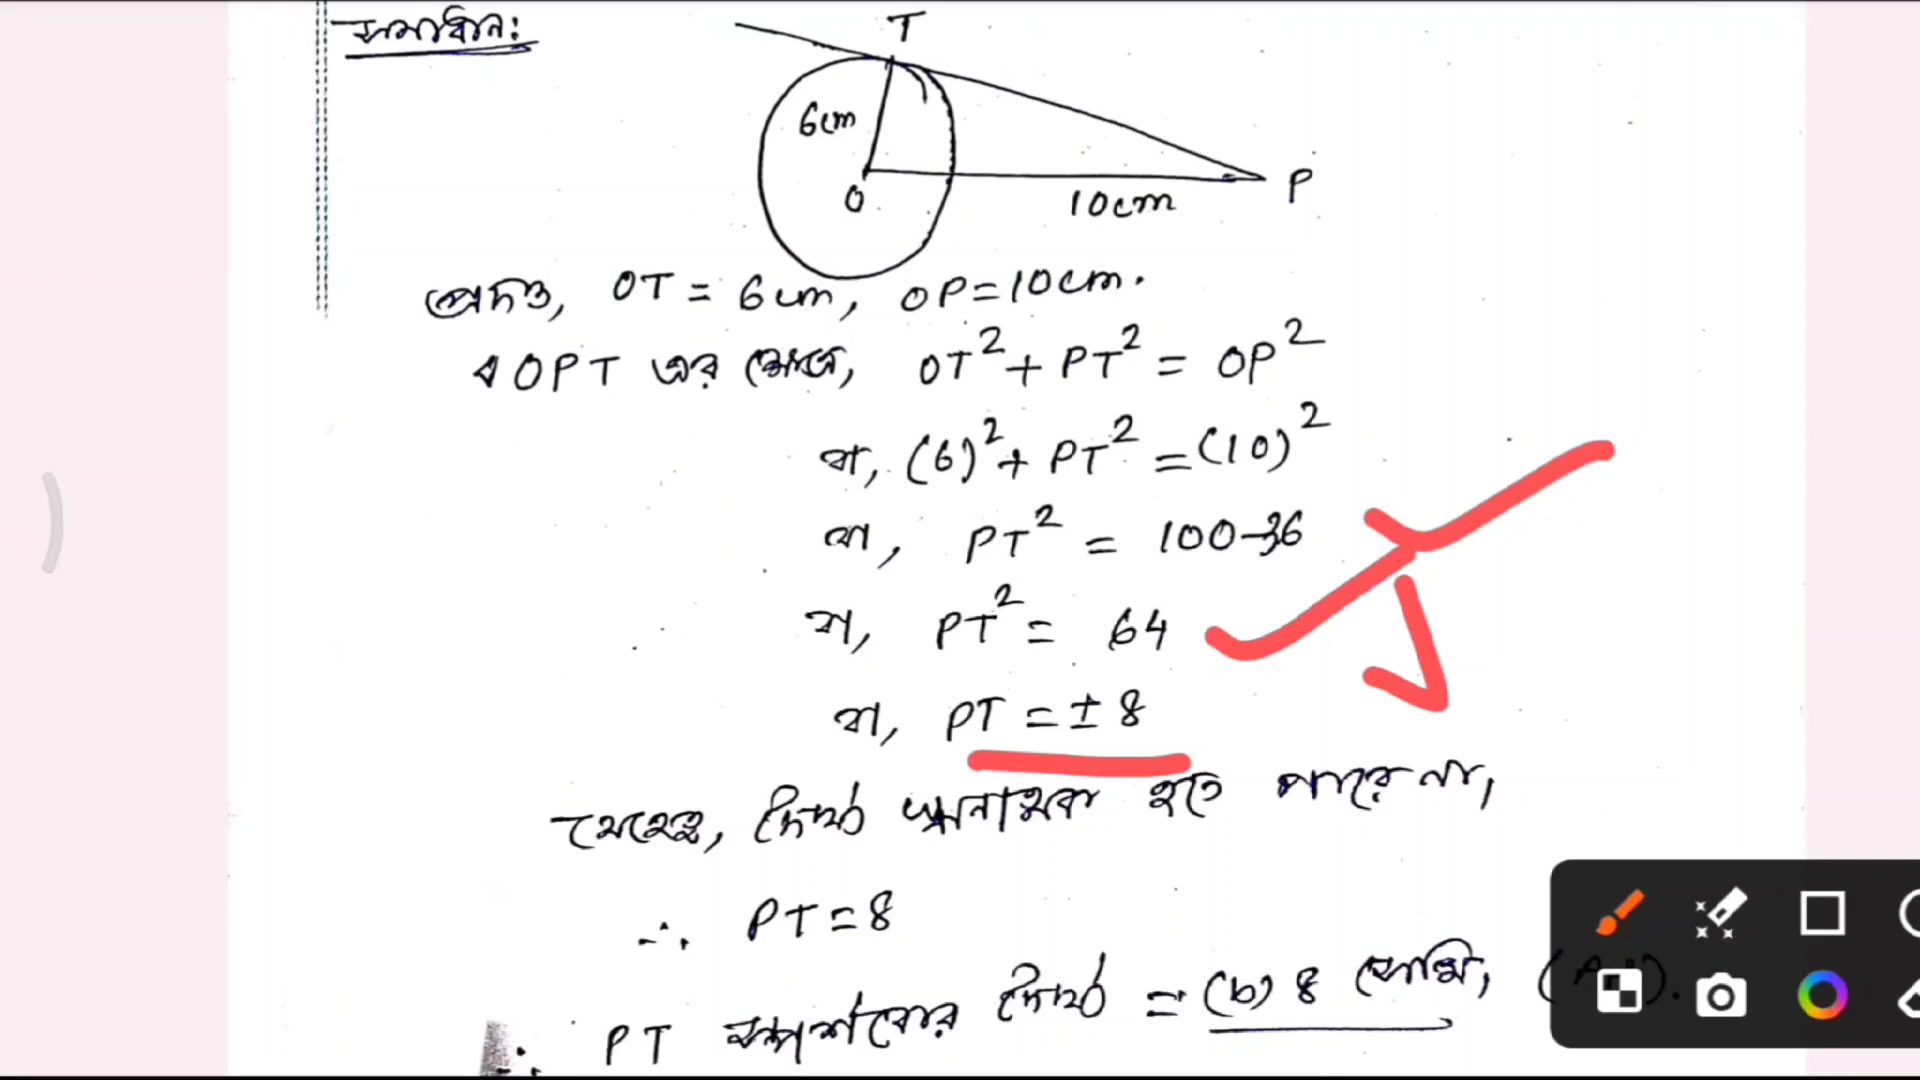 সমাধান:
T
6cm
O
10cm
P
প্রদত্ত, OT = 6cm, OP=10cm.
△OPT এর ক্ষেত্রে, OT² + PT² = OP²
বা, (6)² + PT² = (10)²
বা, PT² = 100-36
বা, PT² = 64
বা, PT = ± 8
যেহেতু, দৈর্ঘ্য ঋণাত্মক হতে পারে না,
∴ PT = 8
∴ PT স্পর্শকের দৈর্ঘ্য = (b) 8 সেমি,